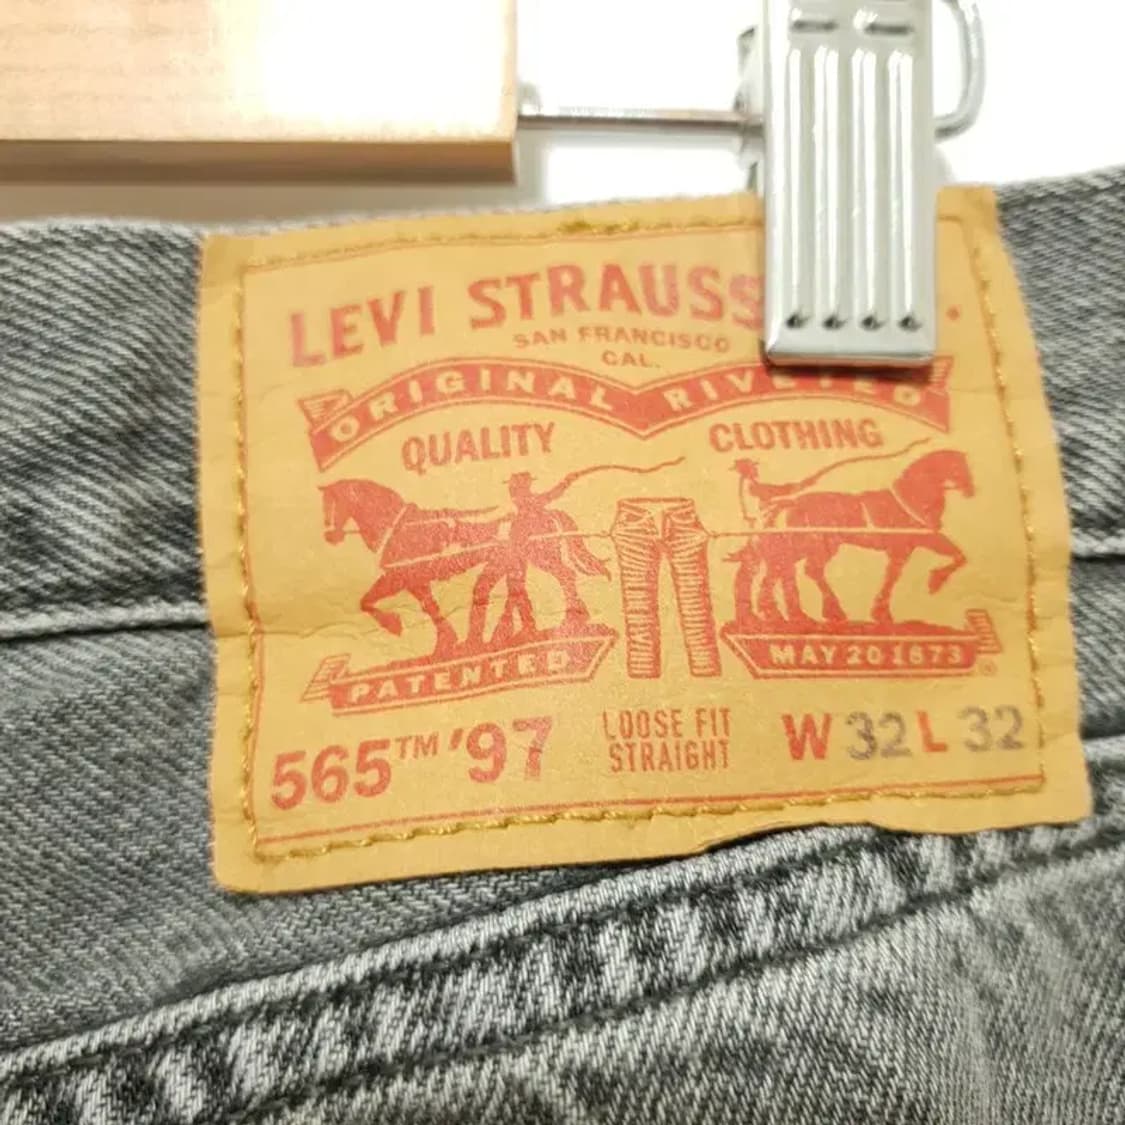 LEVI STRAUSS
SAN FRANCISCO
CAL.
ORIGINAL RIVETED
QUALITY CLOTHING
PATENTED MAY 20 1873
565™ '97 LOOSE FIT STRAIGHT W 32 L 32